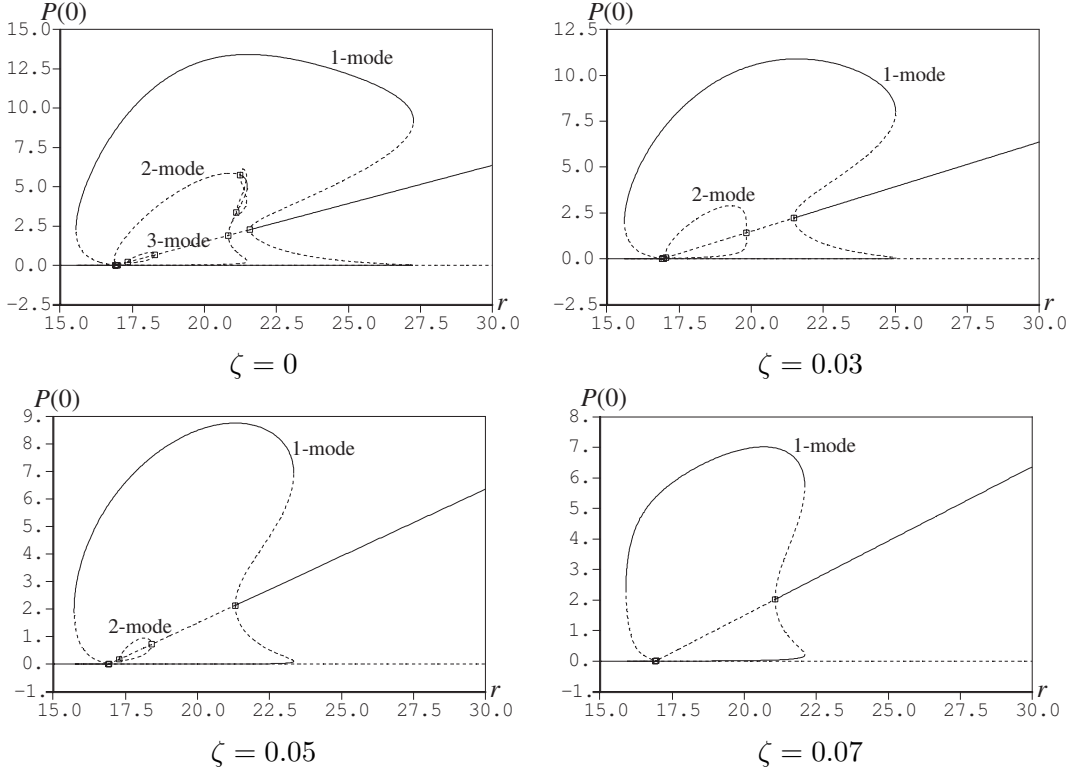 P(0)
15.0
12.5
10.0
7.5
5.0
2.5
0.0
−2.5
1-mode
2-mode
3-mode
r
15.0 17.5 20.0 22.5 25.0 27.5 30.0
ζ = 0
P(0)
12.5
10.0
7.5
5.0
2.5
0.0
−2.5
1-mode
2-mode
r
15.0 17.5 20.0 22.5 25.0 27.5 30.0
ζ = 0.03
P(0)
9.
8.
7.
6.
5.
4.
3.
2.
1.
0.
−1.
1-mode
2-mode
r
15.0 17.5 20.0 22.5 25.0 27.5 30.0
ζ = 0.05
P(0)
8.
7.
6.
5.
4.
3.
2.
1.
0.
−1.
1-mode
r
15.0 17.5 20.0 22.5 25.0 27.5 30.0
ζ = 0.07